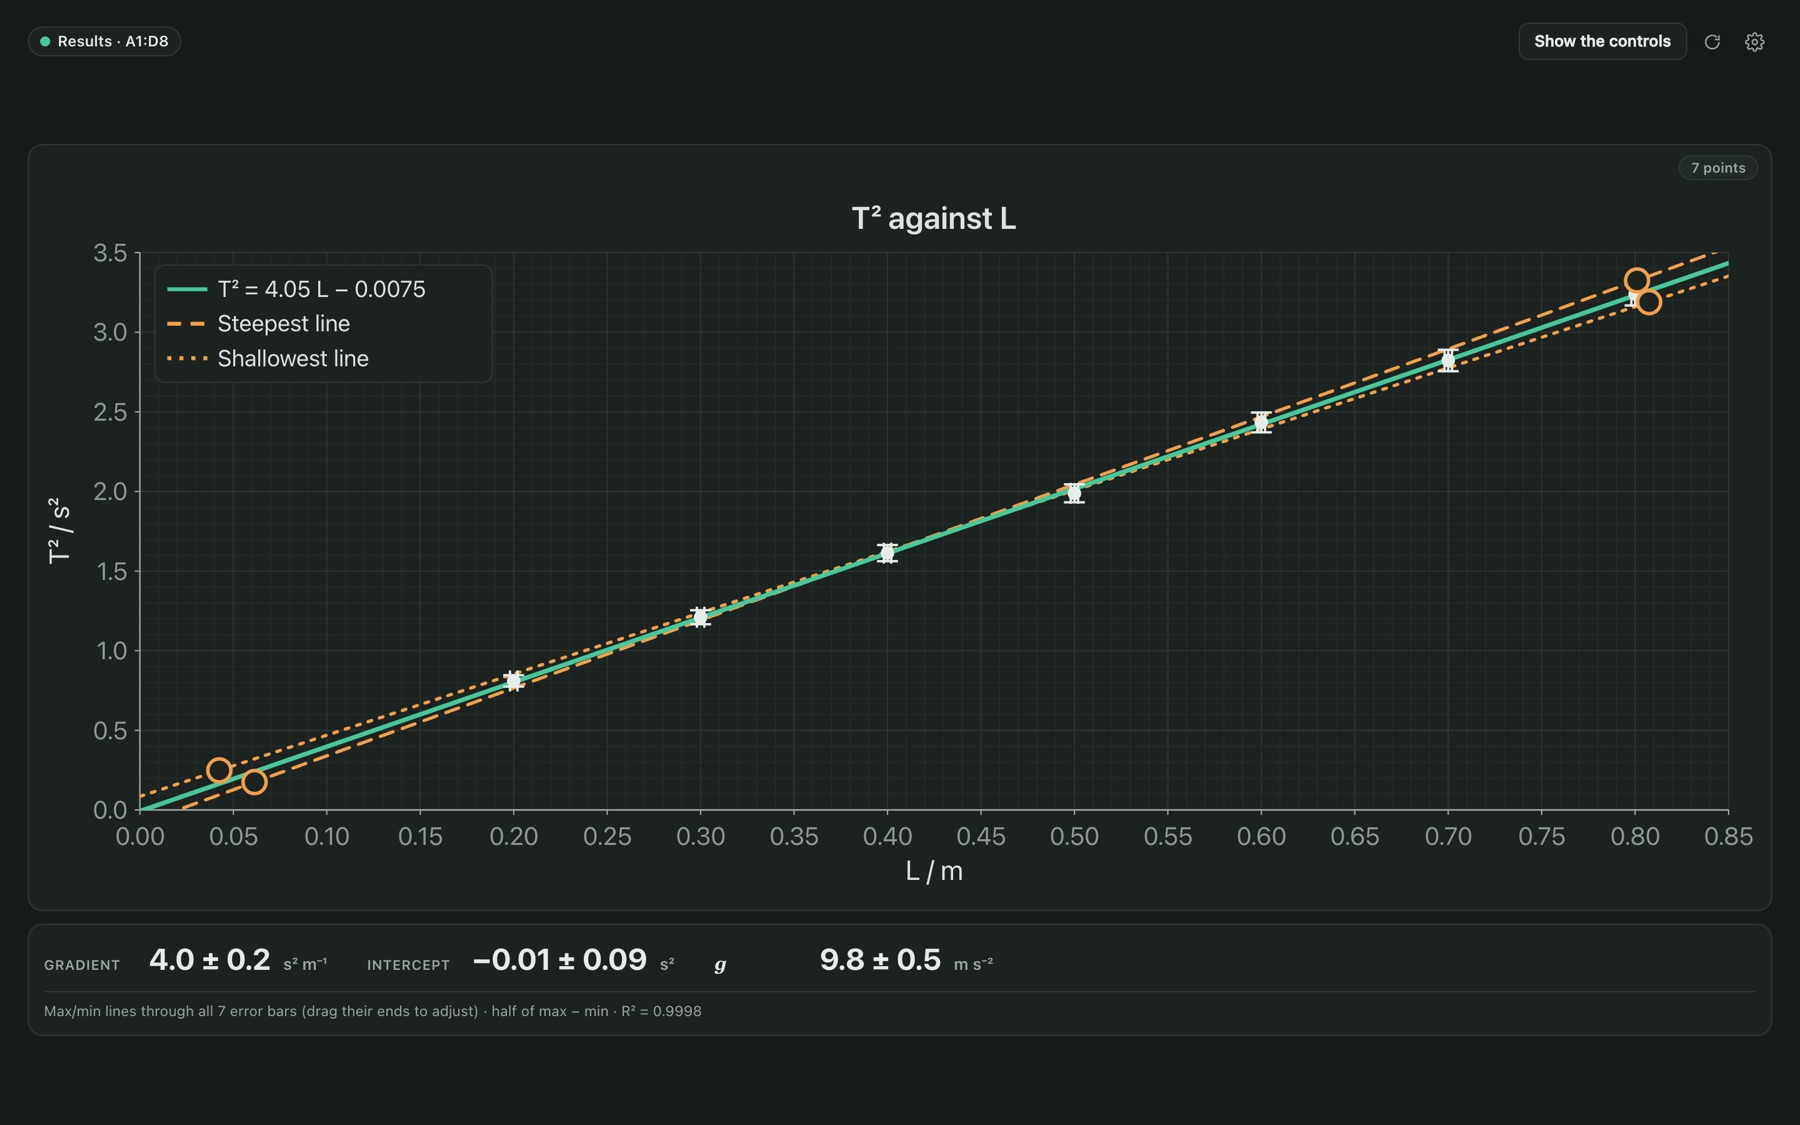 Results · A1:D8
Show the controls
7 points
T² against L
T² = 4.05 L – 0.0075
Steepest line
Shallowest line
3.5
3.0
2.5
2.0
1.5
1.0
0.5
0.0
T² / s²
0.00 0.05 0.10 0.15 0.20 0.25 0.30 0.35 0.40 0.45 0.50 0.55 0.60 0.65 0.70 0.75 0.80 0.85
L / m
GRADIENT 4.0 ± 0.2 s² m⁻¹ INTERCEPT −0.01 ± 0.09 s² g 9.8 ± 0.5 m s⁻²
Max/min lines through all 7 error bars (drag their ends to adjust) · half of max – min · R² = 0.9998